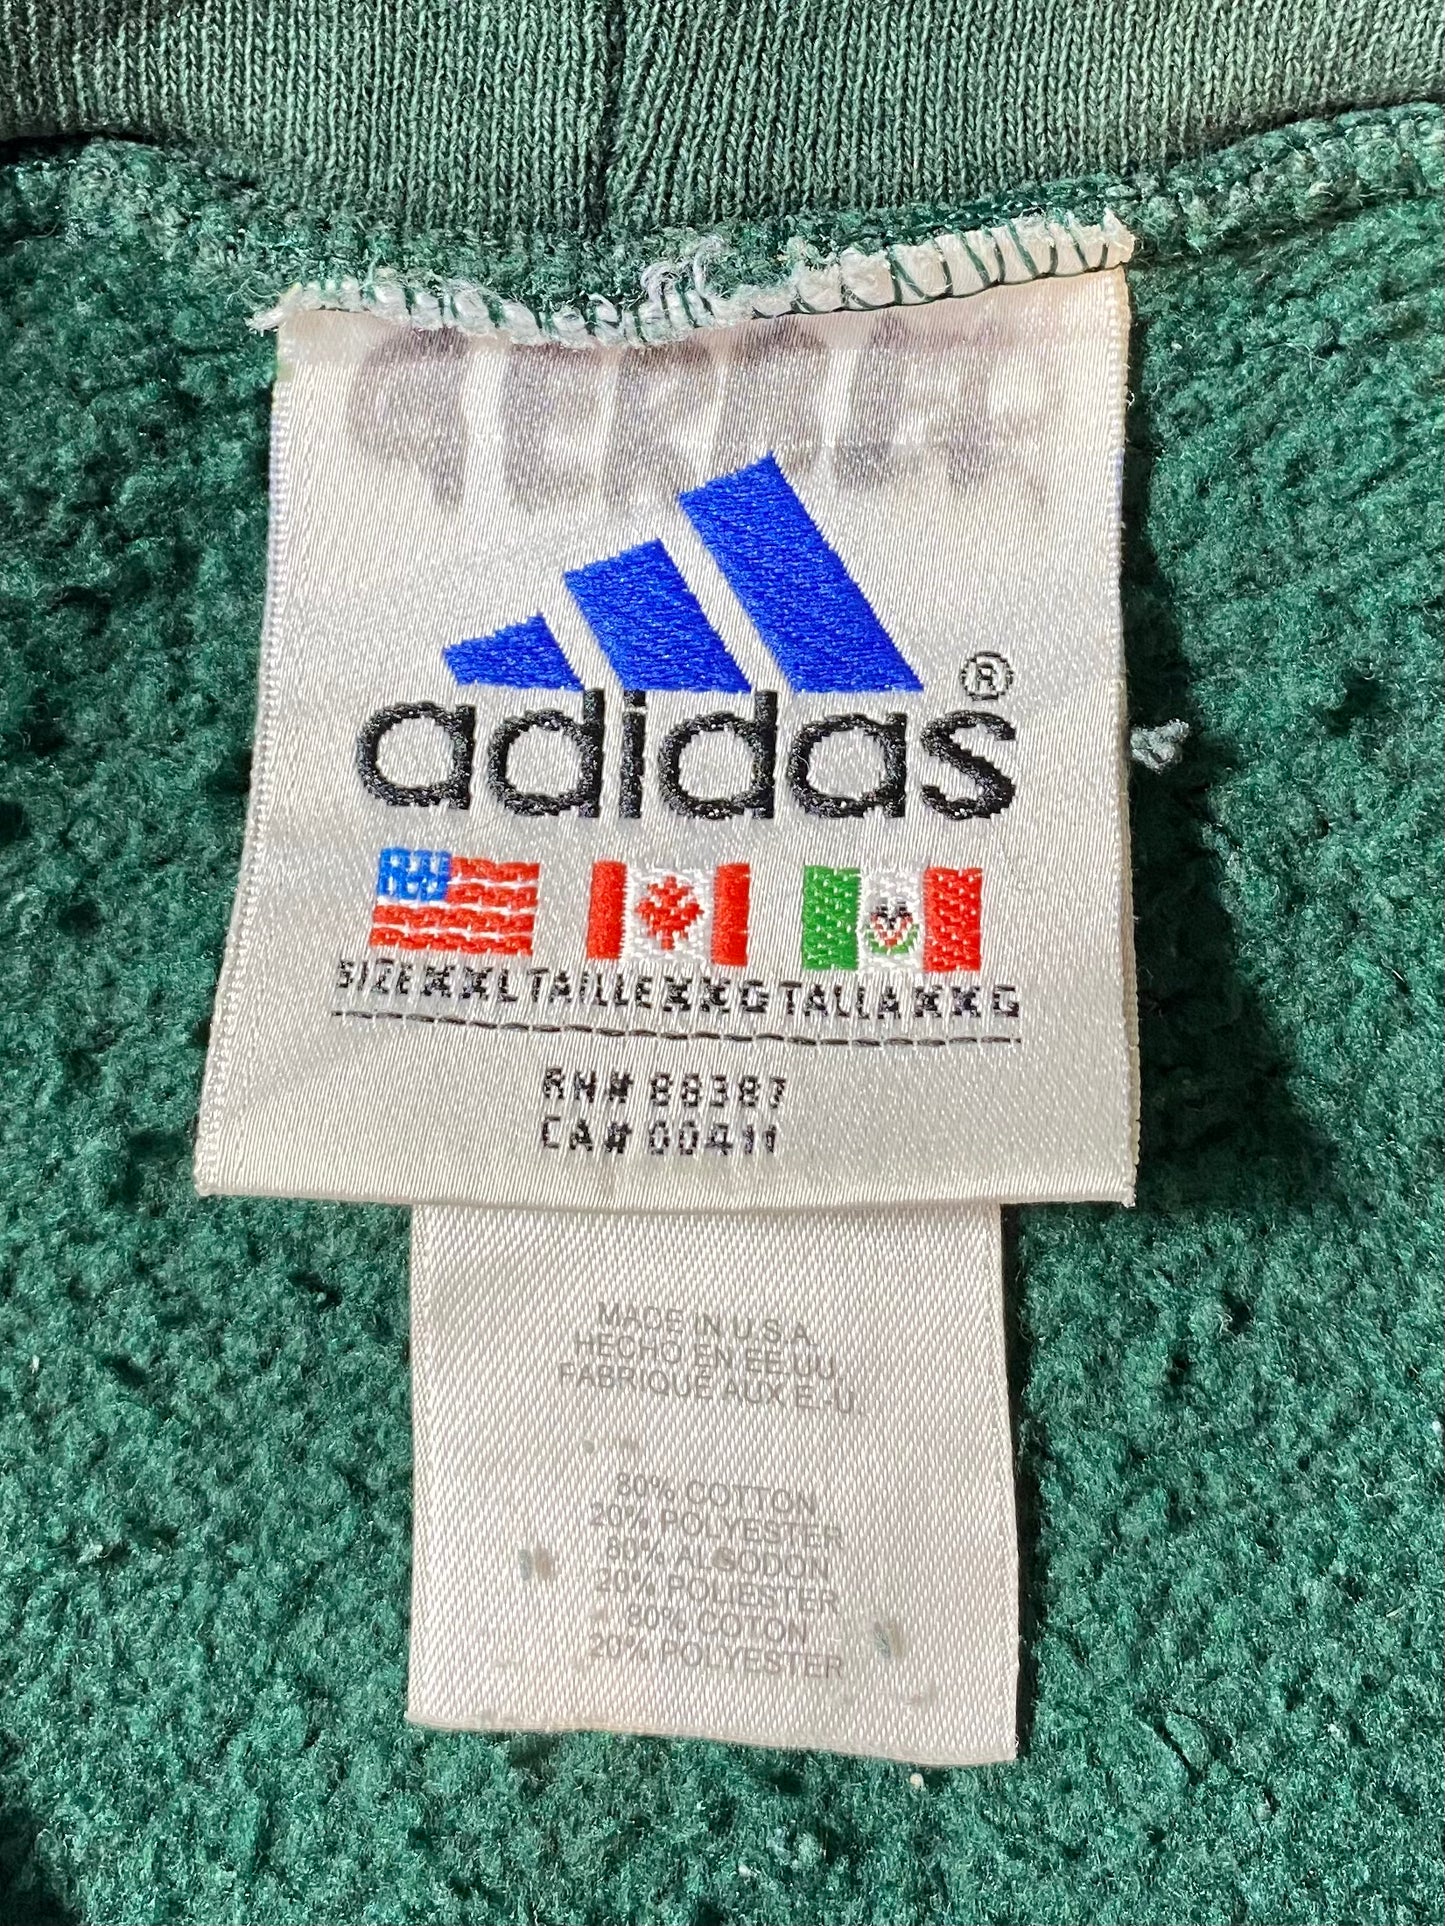 adidas®
SIZE XXL TAILLE XXG TALLA XXG
RN# 88387
CA# 00411
MADE IN U.S.A.
HECHO EN EE.UU.
FABRIQUE AUX E.-U.
80% COTTON
20% POLYESTER
80% ALGODON
20% POLIESTER
80% COTON
20% POLYESTER